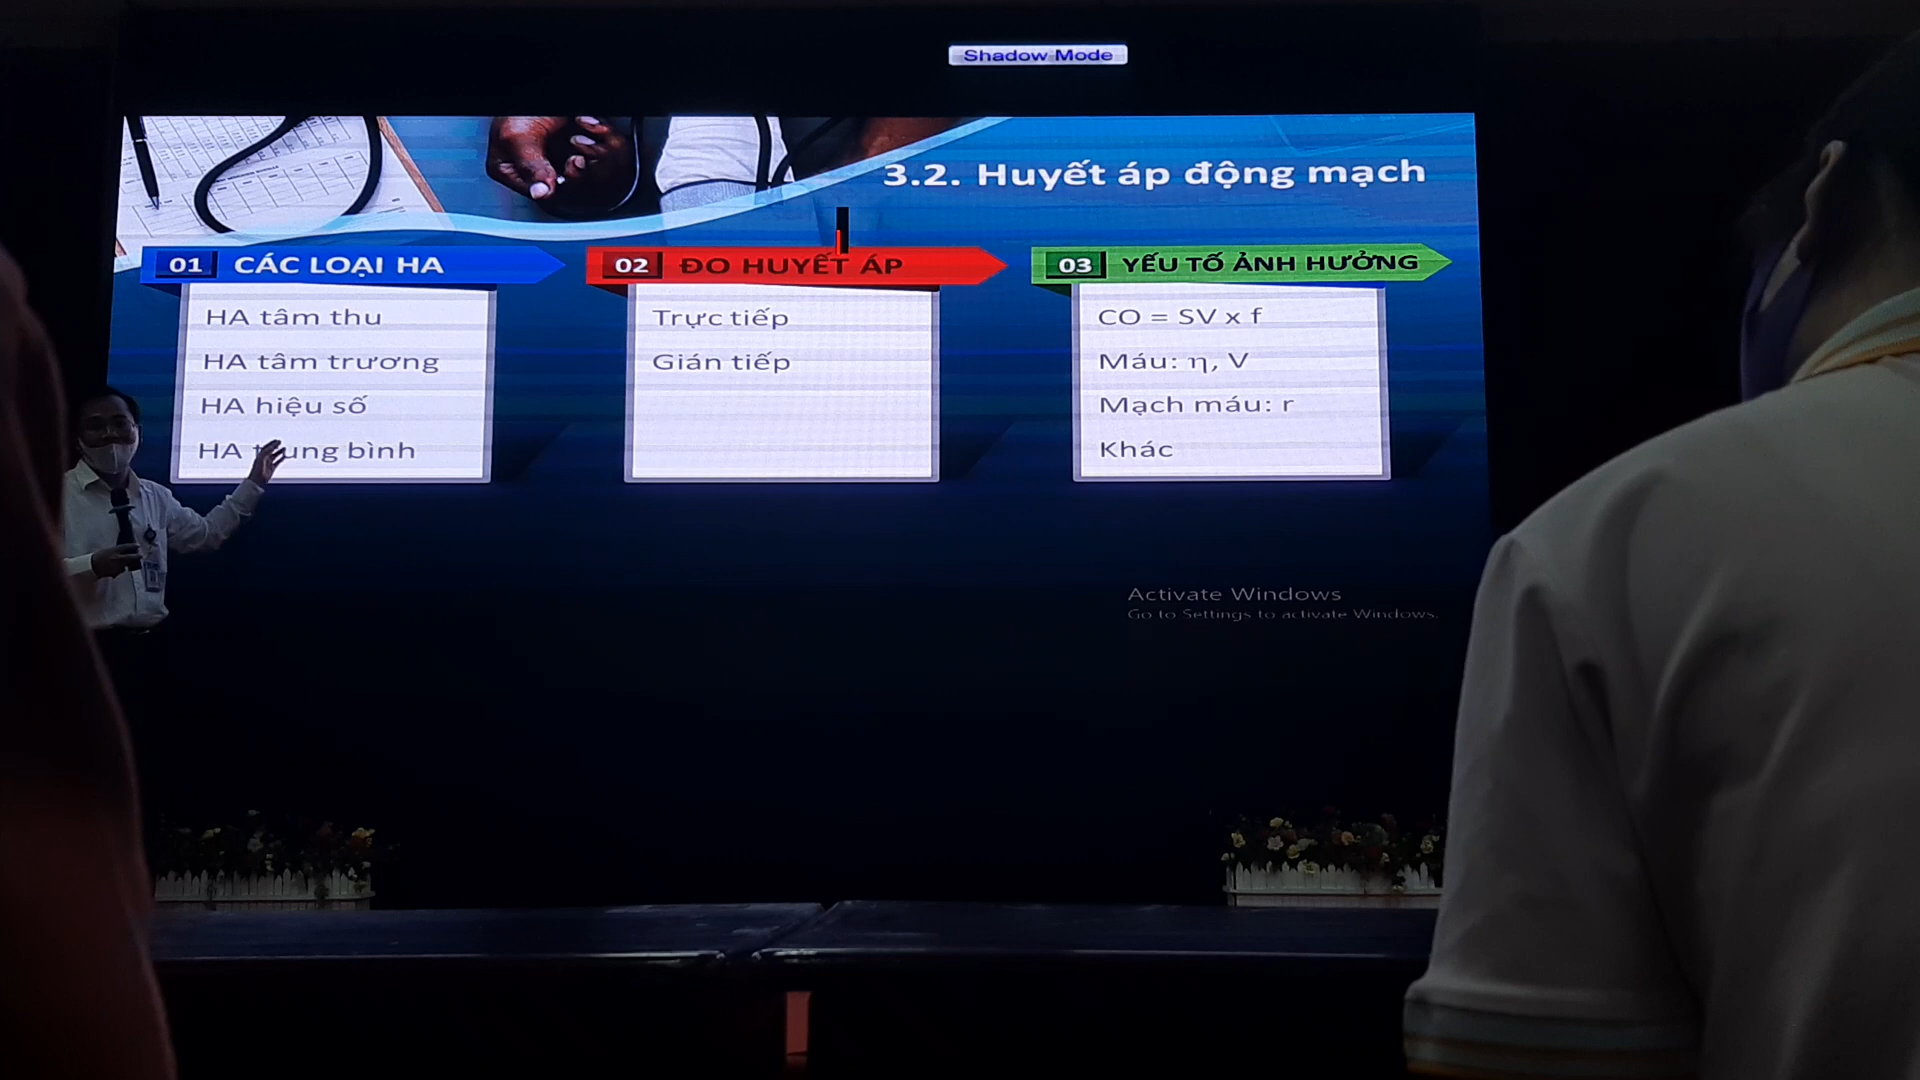 Shadow Mode
3.2. Huyết áp động mạch
01 CÁC LOẠI HA
HA tâm thu
HA tâm trương
HA hiệu số
HA trung bình
02 ĐO HUYẾT ÁP
Trực tiếp
Gián tiếp
03 YẾU TỐ ẢNH HƯỞNG
CO = SV x f
Máu: η, V
Mạch máu: r
Khác
Activate Windows
Go to Settings to activate Windows.